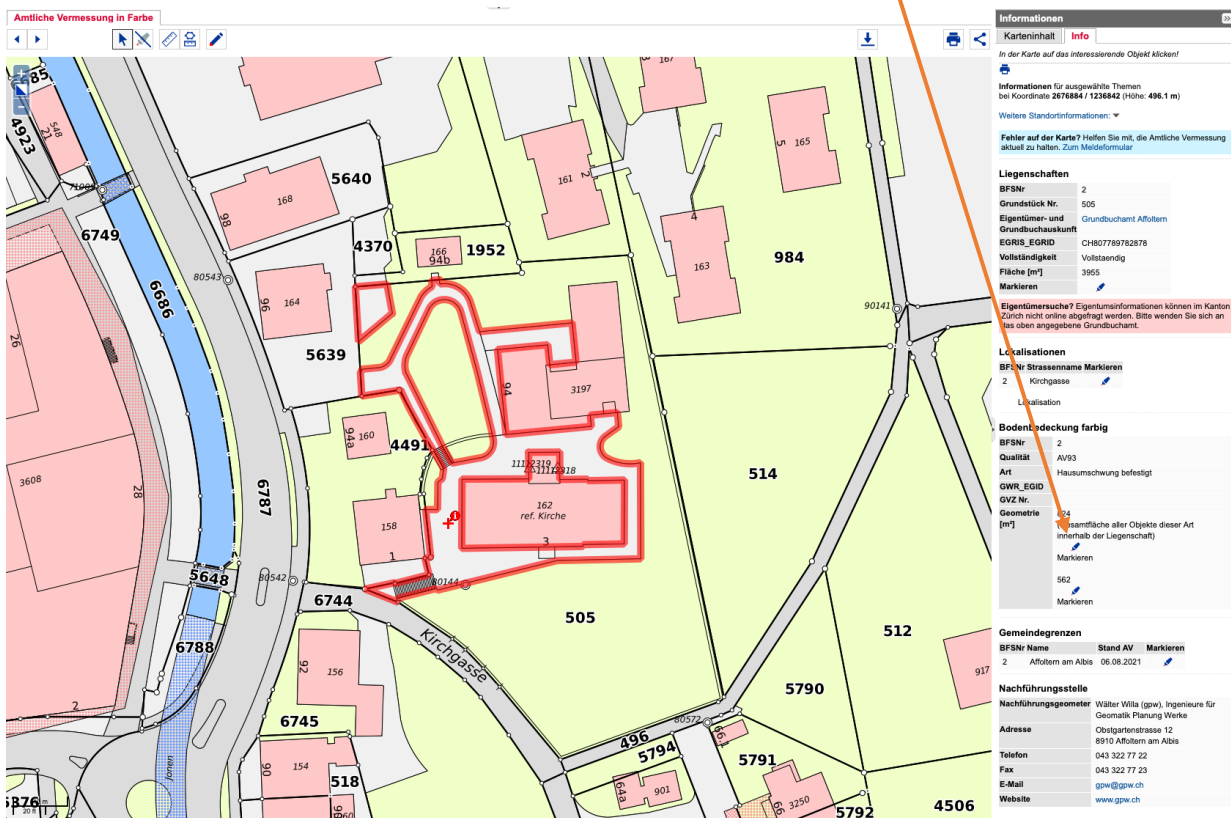 Amtliche Vermessung in Farbe
Informationen
Karteninhalt
Info
In der Karte auf das interessierende Objekt klicken!
Informationen für ausgewählte Themen
bei Koordinate 2676884 / 1236842 (Höhe: 496.1 m)
Weitere Standortinformationen:
Fehler auf der Karte? Helfen Sie mit, die Amtliche Vermessung
aktuell zu halten. Zum Meldeformular
Liegenschaften
BFSNr 2
Grundstück Nr. 505
Eigentümer- und Grundbuchauskunft Grundbuchamt Affoltern
EGRIS_EGRID CH807789782878
Vollständigkeit Vollstaendig
Fläche [m²] 3955
Markieren
Eigentümersuche? Eigentumsinformationen können im Kanton
Zürich nicht online abgefragt werden. Bitte wenden Sie sich an
das oben angegebene Grundbuchamt.
Lokalisationen
BFSNr Strassenname Markieren
2 Kirchgasse
Lokalisation
Bodenbedeckung farbig
BFSNr 2
Qualität AV93
Art Hausumschwung befestigt
GWR_EGID
GVZ Nr.
Geometrie [m²]
(Gesamtfläche aller Objekte dieser Art
innerhalb der Liegenschaft)
Markieren
562
Markieren
Gemeindegrenzen
BFSNr Name Stand AV Markieren
2 Affoltern am Albis 06.08.2021
Nachführungsstelle
Nachführungsgeometer Wälter Willa (gpw), Ingenieure für
Geomatik Planung Werke
Adresse Obstgartenstrasse 12
8910 Affoltern am Albis
Telefon 043 322 77 22
Fax 043 322 77 23
E-Mail gpw@gpw.ch
Website www.gpw.ch
4923
548
21
6749
6686
26
3608
28
2
6787
5648
6788
Jonen
168
98
5640
4370
80543
164
96
5639
166
94b
1952
161
2
167
165
5
4
163
984
90141
94
3197
160
94a
4491
158
1
162
ref. Kirche
3
80144
80542
6744
Kirchgasse
505
514
512
917
156
92
6745
154
90
518
496
5794
80572
64a
901
5791
5790
3250
66
5792
4506
20 ft